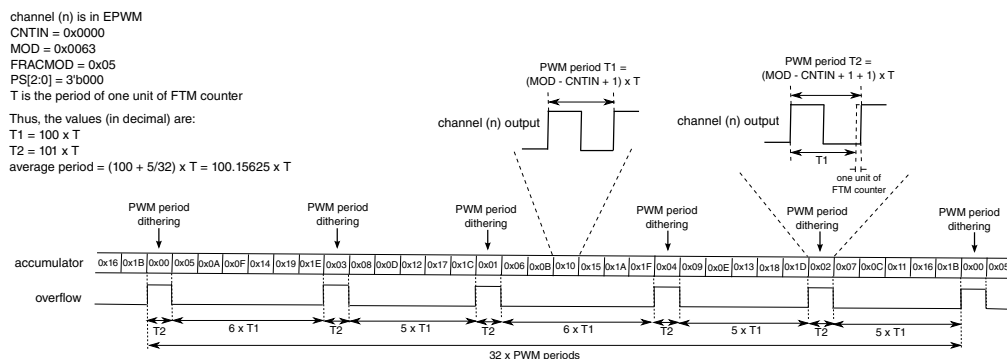 channel (n) is in EPWM
CNTIN = 0x0000
MOD = 0x0063
FRACMOD = 0x05
PS[2:0] = 3'b000
T is the period of one unit of FTM counter
Thus, the values (in decimal) are:
T1 = 100 x T
T2 = 101 x T
average period = (100 + 5/32) x T = 100.15625 x T
PWM period T1 =
(MOD - CNTIN + 1) x T
channel (n) output
PWM period T2 =
(MOD - CNTIN + 1 + 1) x T
channel (n) output
T1
one unit of
FTM counter
PWM period
dithering
PWM period
dithering
PWM period
dithering
PWM period
dithering
PWM period
dithering
PWM period
dithering
accumulator
0x16 0x1B 0x00 0x05 0x0A 0x0F 0x14 0x19 0x1E 0x03 0x08 0x0D 0x12 0x17 0x1C 0x01 0x06 0x0B 0x10 0x15 0x1A 0x1F 0x04 0x09 0x0E 0x13 0x18 0x1D 0x02 0x07 0x0C 0x11 0x16 0x1B 0x00 0x05
overflow
T2 6 x T1 T2 5 x T1 T2 6 x T1 T2 5 x T1 T2 5 x T1
32 x PWM periods